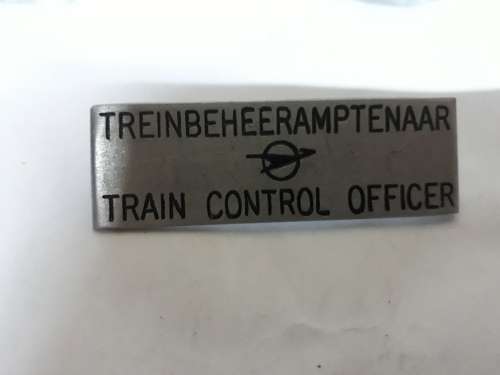 TREINBEHEERAMPTENAAR
TRAIN CONTROL OFFICER